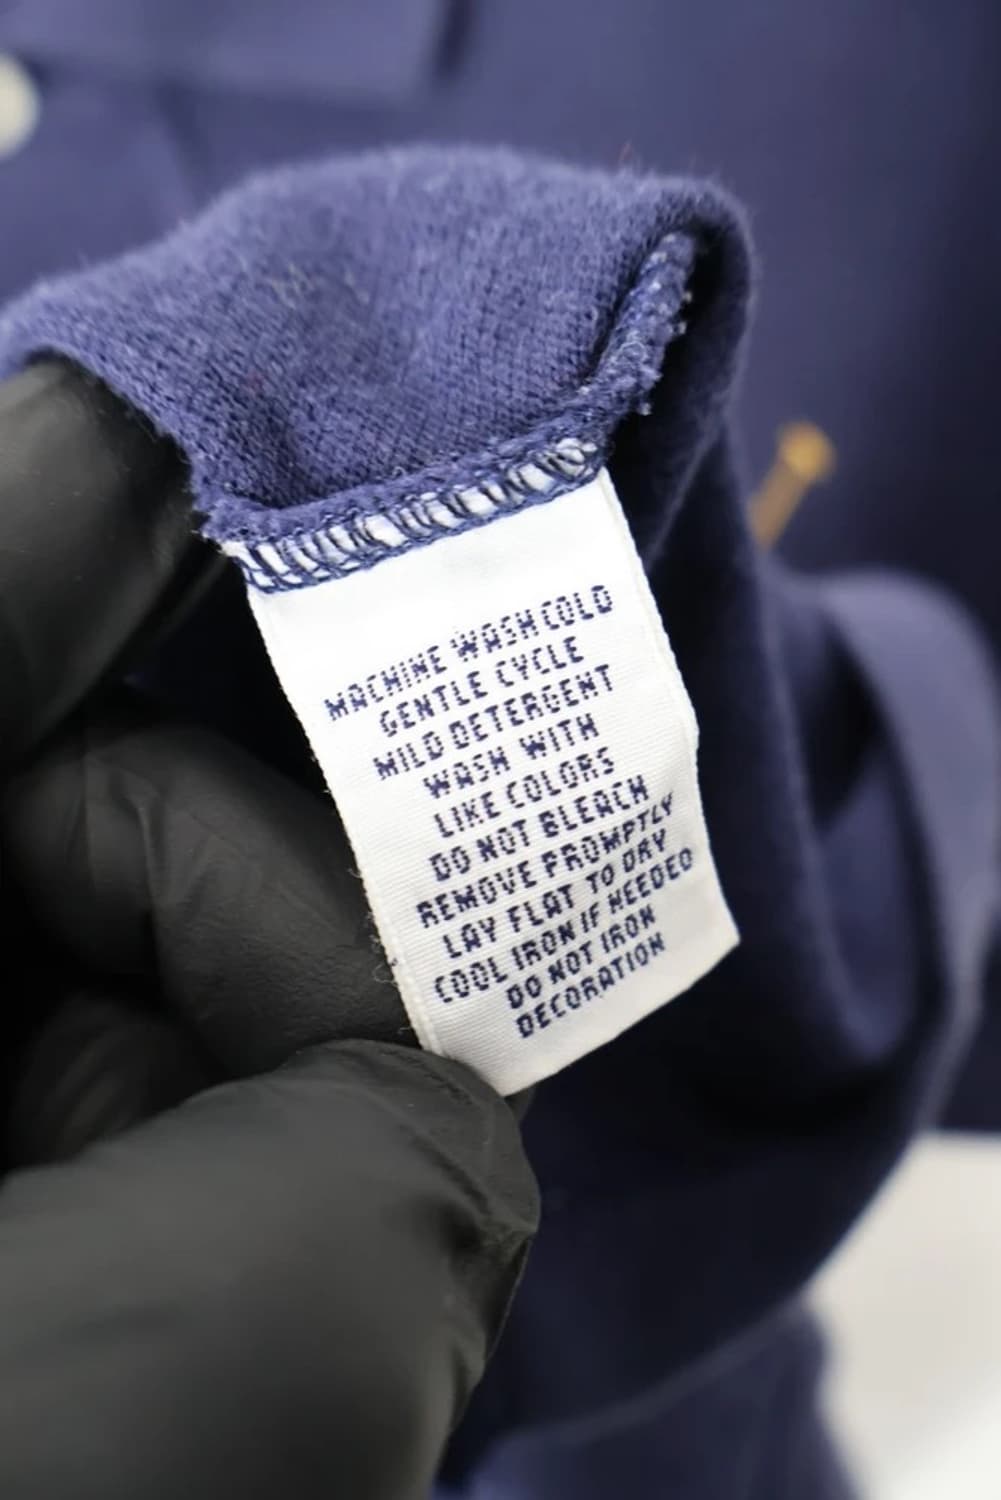 MACHINE WASH COLD
GENTLE CYCLE
MILD DETERGENT
WASH WITH
LIKE COLORS
DO NOT BLEACH
REMOVE PROMPTLY
LAY FLAT TO DRY
COOL IRON IF NEEDED
DO NOT IRON
DECORATION